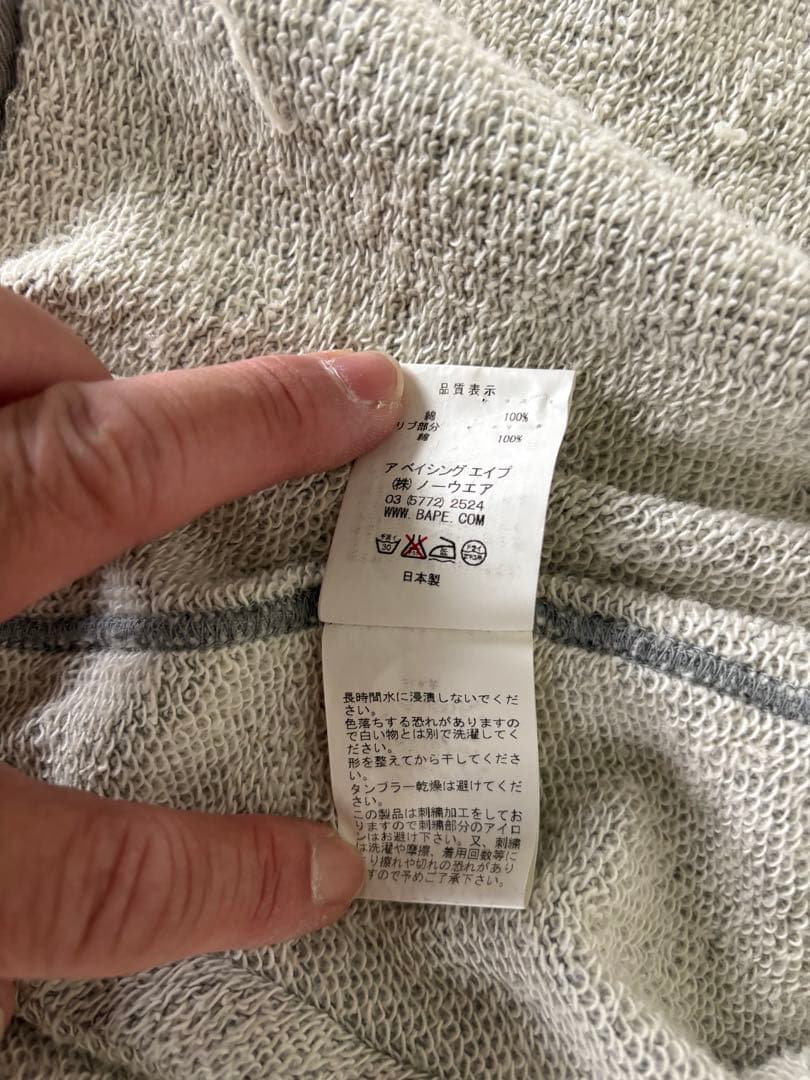 品質表示
綿 100%
リブ部分
綿 100%
ア ベイシング エイプ
(株) ノーウエア
03 (5772) 2524
WWW. BAPE. COM
30
日本製
長時間水に浸漬しないでくだ
さい。
色落ちする恐れがありますの
で白い物とは別で洗濯してく
ださい。
形を整えてから干してくださ
い。
タンブラー乾燥は避けてくだ
さい。
この製品は刺繍加工をしてお
りますので刺繍部分のアイロ
ンはお避け下さい。又、刺繍
は洗濯や摩擦、着用回数等に
り擦れや切れの恐れがあり
すので予めご了承下さい。